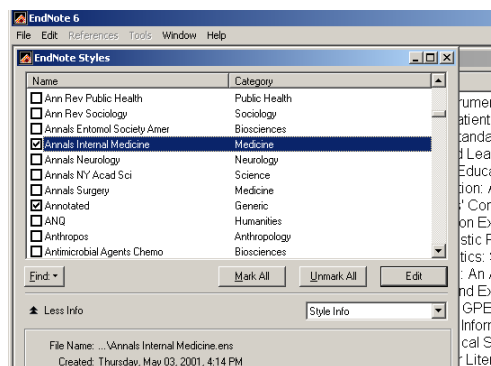 EndNote 6
File Edit References Tools Window Help
EndNote Styles
Name Category
Ann Rev Public Health Public Health
Ann Rev Sociology Sociology
Annals Entomol Society Amer Biosciences
Annals Internal Medicine Medicine
Annals Neurology Neurology
Annals NY Acad Sci Science
Annals Surgery Medicine
Annotated Generic
ANQ Humanities
Anthropos Anthropology
Antimicrobial Agents Chemo Biosciences
Find: Mark All Unmark All Edit
Less Info Style Info
File Name: ...\Annals Internal Medicine.ens
Created: Thursday, May 03, 2001, 4:14 PM